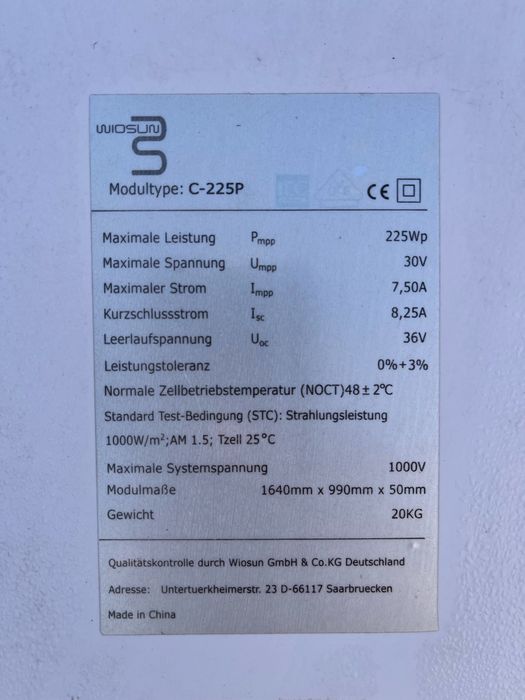 WIOSUN
Modultype: C-225P
CE
Maximale Leistung Pmpp 225Wp
Maximale Spannung Umpp 30V
Maximaler Strom Impp 7,50A
Kurzschlussstrom Isc 8,25A
Leerlaufspannung Uoc 36V
Leistungstoleranz 0%+3%
Normale Zellbetriebstemperatur (NOCT)48 ± 2℃
Standard Test-Bedingung (STC): Strahlungsleistung
1000W/m²;AM 1.5; Tzell 25°C
Maximale Systemspannung 1000V
Modulmaße 1640mm x 990mm x 50mm
Gewicht 20KG
Qualitätskontrolle durch Wiosun GmbH & Co.KG Deutschland
Adresse: Untertuerkheimerstr. 23 D-66117 Saarbruecken
Made in China